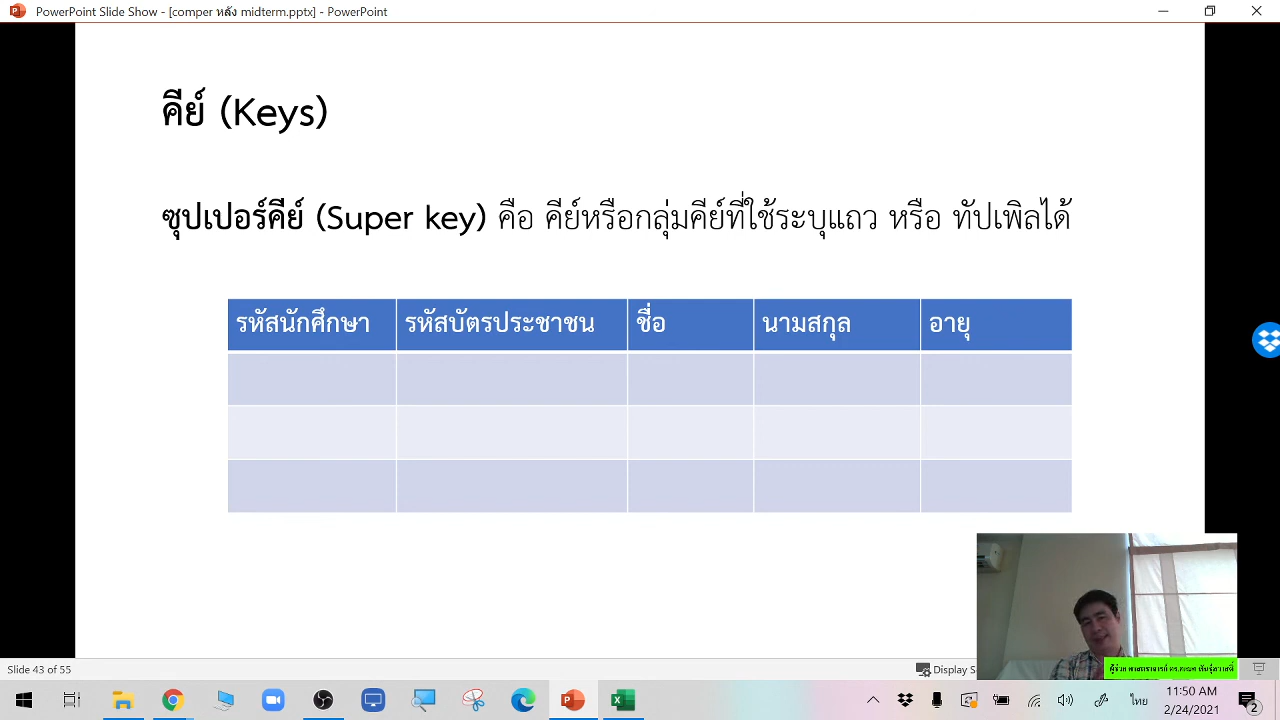 PowerPoint Slide Show - [comper หลัง midterm.pptx] - PowerPoint
คีย์ (Keys)
ซุปเปอร์คีย์ (Super key) คือ คีย์หรือกลุ่มคีย์ที่ใช้ระบุแถว หรือ ทัปเพิลได้
รหัสนักศึกษา รหัสบัตรประชาชน ชื่อ นามสกุล อายุ
Slide 43 of 55
Display S
ไทย
11:50 AM
2/24/2021
2